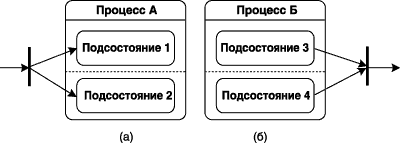 Процесс А
Процесс Б
Подсостояние 1
Подсостояние 3
Подсостояние 2
Подсостояние 4
(а)
(б)